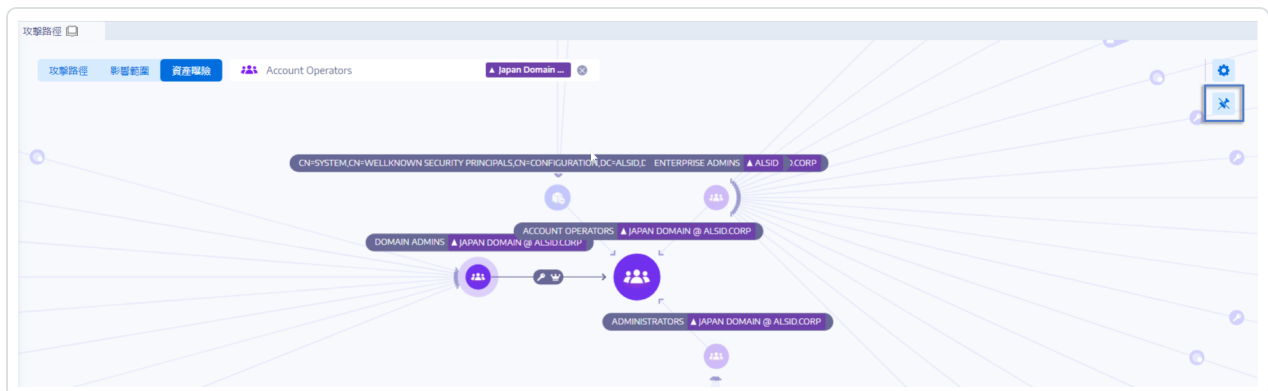 攻擊路徑
攻擊路徑 影響範圍 資產曝險 Account Operators ▲ Japan Domain ...
CN=SYSTEM,CN=WELLKNOWN SECURITY PRINCIPALS,CN=CONFIGURATION,DC=ALSID,C ENTERPRISE ADMINS ▲ ALSID D.CORP
ACCOUNT OPERATORS ▲ JAPAN DOMAIN @ ALSID.CORP
DOMAIN ADMINS ▲ JAPAN DOMAIN @ ALSID.CORP
ADMINISTRATORS ▲ JAPAN DOMAIN @ ALSID.CORP